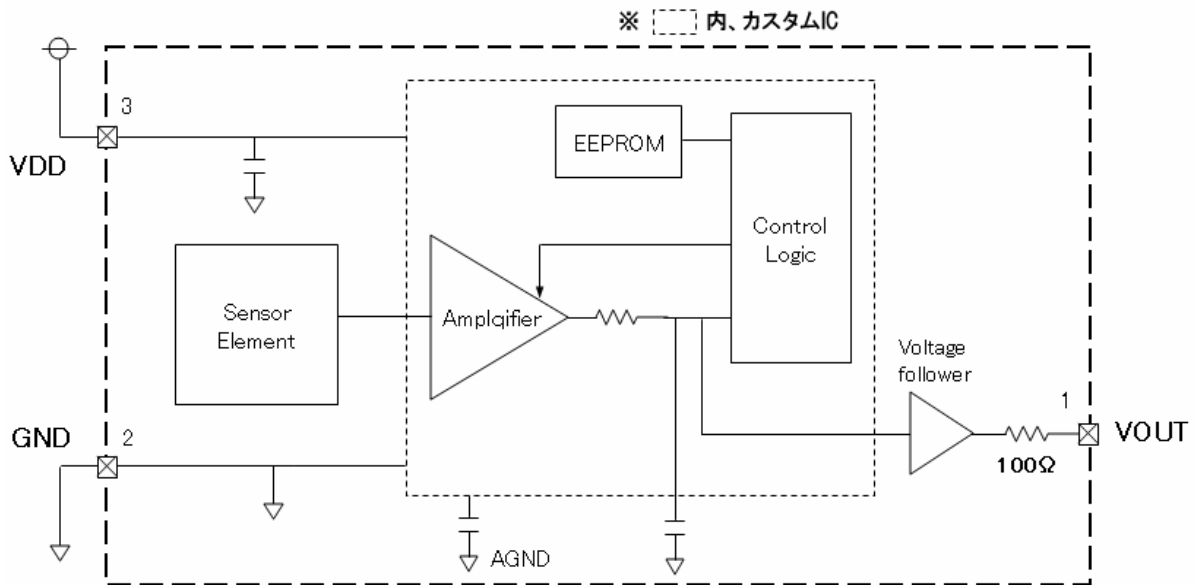 ※ 内、カスタムIC
3
VDD
EEPROM
Control
Logic
Sensor
Element
Amplqifier
Voltage
follower
GND
2
1
VOUT
100Ω
AGND